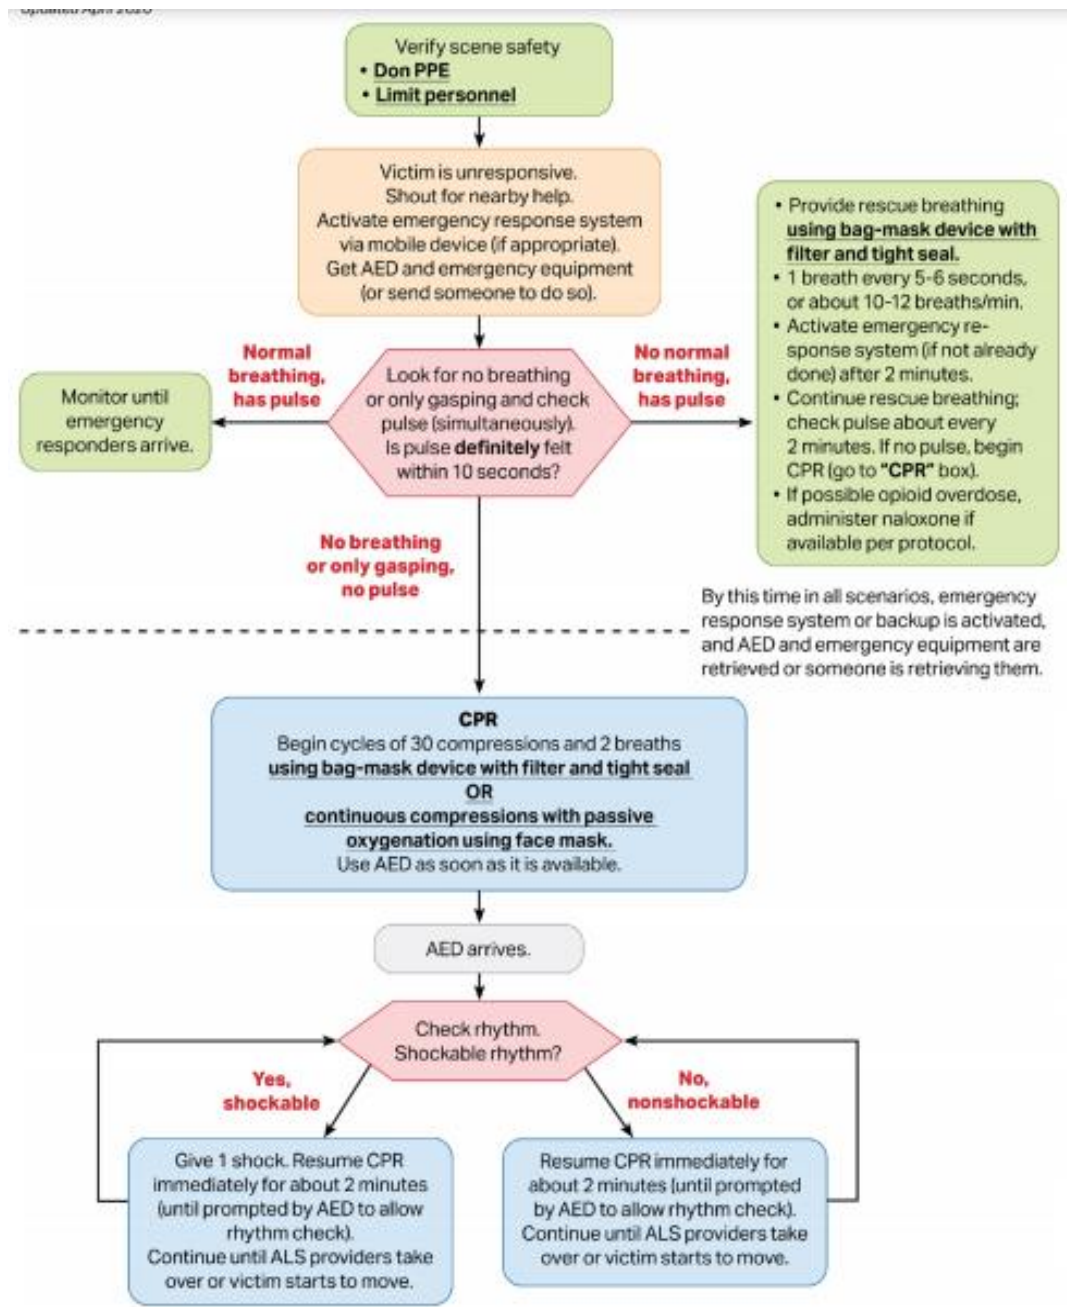 Updated April 2020
Verify scene safety
• Don PPE
• Limit personnel
Victim is unresponsive.
Shout for nearby help.
Activate emergency response system
via mobile device (if appropriate).
Get AED and emergency equipment
(or send someone to do so).
Normal
breathing,
has pulse
No normal
breathing,
has pulse
Look for no breathing
or only gasping and check
pulse (simultaneously).
Is pulse definitely felt
within 10 seconds?
Monitor until
emergency
responders arrive.
• Provide rescue breathing
using bag-mask device with
filter and tight seal.
• 1 breath every 5-6 seconds,
or about 10-12 breaths/min.
• Activate emergency re-
sponse system (if not already
done) after 2 minutes.
• Continue rescue breathing;
check pulse about every
2 minutes. If no pulse, begin
CPR (go to "CPR" box).
• If possible opioid overdose,
administer naloxone if
available per protocol.
No breathing
or only gasping,
no pulse
By this time in all scenarios, emergency
response system or backup is activated,
and AED and emergency equipment are
retrieved or someone is retrieving them.
CPR
Begin cycles of 30 compressions and 2 breaths
using bag-mask device with filter and tight seal
OR
continuous compressions with passive
oxygenation using face mask.
Use AED as soon as it is available.
AED arrives.
Check rhythm.
Shockable rhythm?
Yes,
shockable
No,
nonshockable
Give 1 shock. Resume CPR
immediately for about 2 minutes
(until prompted by AED to allow
rhythm check).
Continue until ALS providers take
over or victim starts to move.
Resume CPR immediately for
about 2 minutes (until prompted
by AED to allow rhythm check).
Continue until ALS providers take
over or victim starts to move.